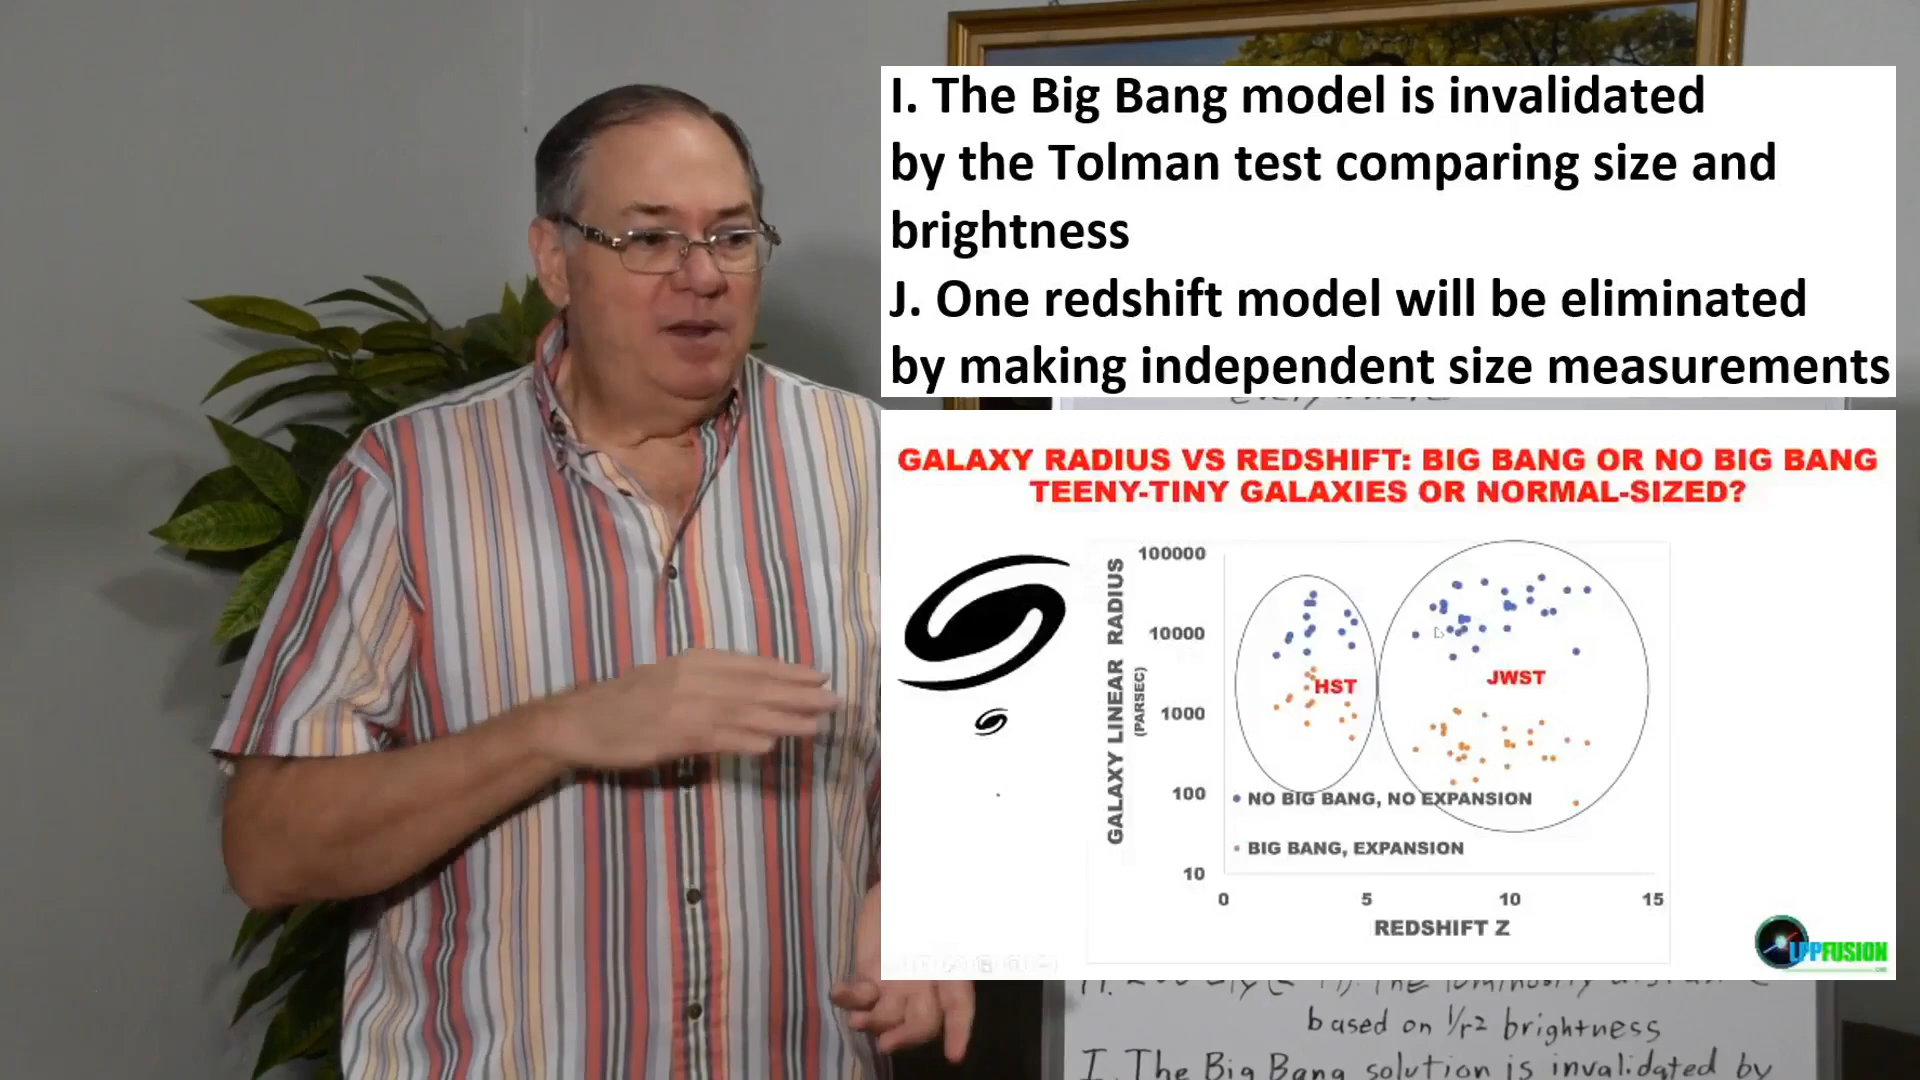 I. The Big Bang model is invalidated
by the Tolman test comparing size and
brightness
J. One redshift model will be eliminated
by making independent size measurements
GALAXY RADIUS VS REDSHIFT: BIG BANG OR NO BIG BANG
TEENY-TINY GALAXIES OR NORMAL-SIZED?
GALAXY LINEAR RADIUS
(PARSEC)
100000
10000
1000
100
10
HST
JWST
NO BIG BANG, NO EXPANSION
BIG BANG, EXPANSION
0 5 10 15
REDSHIFT Z
LPPFUSION
based on 1/r2 brightness
I. The Big Bang solution is invalidated by